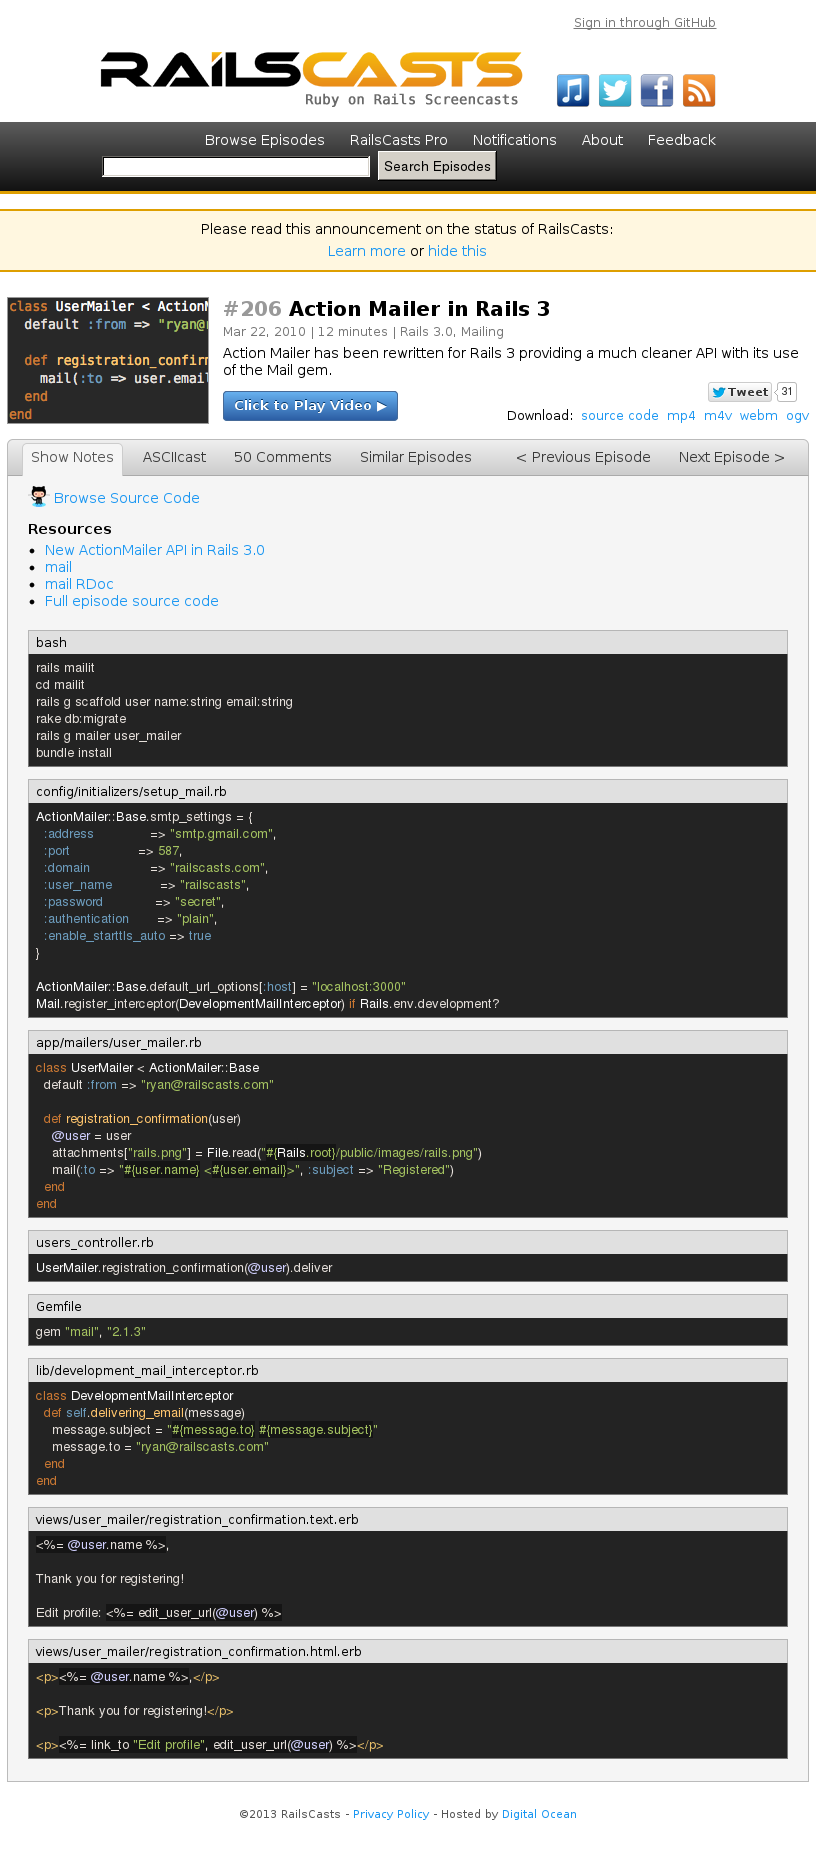 Sign in through GitHub
RAILSCASTS
Ruby on Rails Screencasts
Browse Episodes RailsCasts Pro Notifications About Feedback
Search Episodes
Please read this announcement on the status of RailsCasts:
Learn more or hide this
class UserMailer < ActionM
default :from => "ryan@r
def registration_confirm
mail(:to => user.email
end
end
#206 Action Mailer in Rails 3
Mar 22, 2010 | 12 minutes | Rails 3.0, Mailing
Action Mailer has been rewritten for Rails 3 providing a much cleaner API with its use
of the Mail gem.
Click to Play Video ▶
Tweet 31
Download: source code mp4 m4v webm ogv
Show Notes ASCIIcast 50 Comments Similar Episodes < Previous Episode Next Episode >
Browse Source Code
Resources
• New ActionMailer API in Rails 3.0
• mail
• mail RDoc
• Full episode source code
bash
rails mailit
cd mailit
rails g scaffold user name:string email:string
rake db:migrate
rails g mailer user_mailer
bundle install
config/initializers/setup_mail.rb
ActionMailer::Base.smtp_settings = {
:address => "smtp.gmail.com",
:port => 587,
:domain => "railscasts.com",
:user_name => "railscasts",
:password => "secret",
:authentication => "plain",
:enable_starttls_auto => true
}
ActionMailer::Base.default_url_options[:host] = "localhost:3000"
Mail.register_interceptor(DevelopmentMailInterceptor) if Rails.env.development?
app/mailers/user_mailer.rb
class UserMailer < ActionMailer::Base
default :from => "ryan@railscasts.com"
def registration_confirmation(user)
@user = user
attachments["rails.png"] = File.read("#{Rails.root}/public/images/rails.png")
mail(:to => "#{user.name} <#{user.email}>", :subject => "Registered")
end
end
users_controller.rb
UserMailer.registration_confirmation(@user).deliver
Gemfile
gem "mail", "2.1.3"
lib/development_mail_interceptor.rb
class DevelopmentMailInterceptor
def self.delivering_email(message)
message.subject = "#{message.to} #{message.subject}"
message.to = "ryan@railscasts.com"
end
end
views/user_mailer/registration_confirmation.text.erb
<%= @user.name %>,
Thank you for registering!
Edit profile: <%= edit_user_url(@user) %>
views/user_mailer/registration_confirmation.html.erb
<p><%= @user.name %>,</p>
<p>Thank you for registering!</p>
<p><%= link_to "Edit profile", edit_user_url(@user) %></p>
©2013 RailsCasts - Privacy Policy - Hosted by Digital Ocean